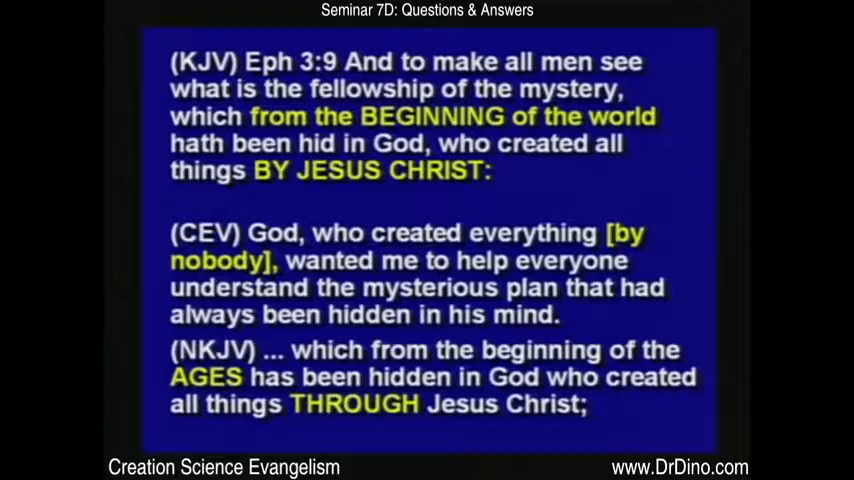 Seminar 7D: Questions & Answers
(KJV) Eph 3:9 And to make all men see
what is the fellowship of the mystery,
which from the BEGINNING of the world
hath been hid in God, who created all
things BY JESUS CHRIST:
(CEV) God, who created everything [by
nobody], wanted me to help everyone
understand the mysterious plan that had
always been hidden in his mind.
(NKJV) ... which from the beginning of the
AGES has been hidden in God who created
all things THROUGH Jesus Christ;
Creation Science Evangelism
www.DrDino.com